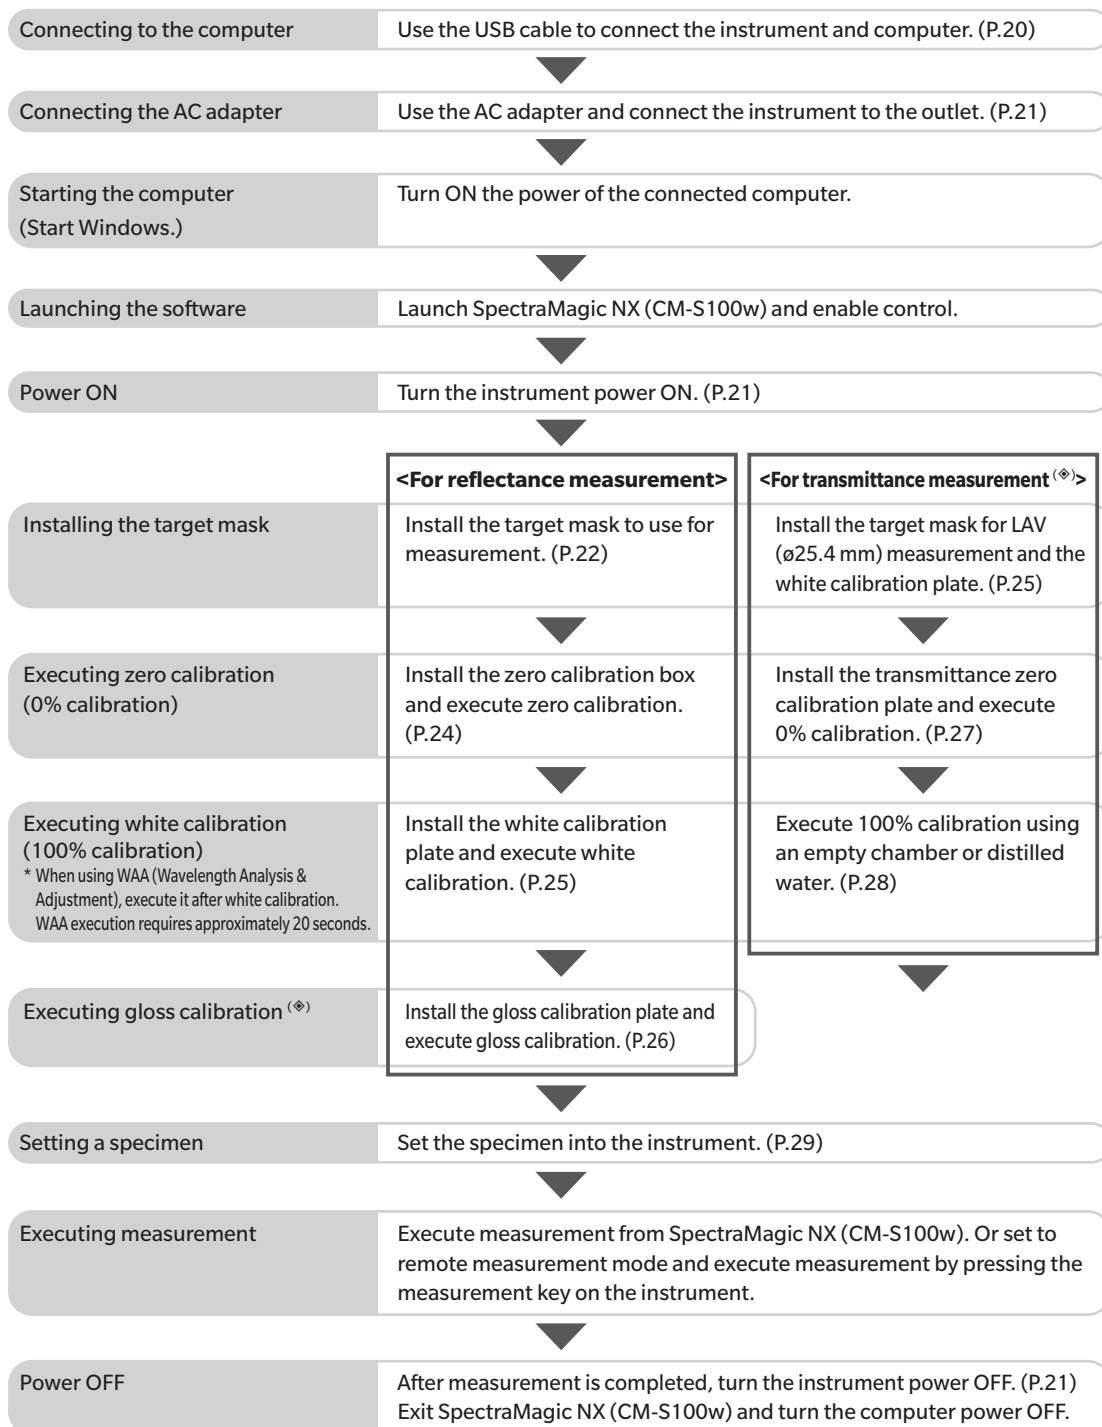 Connecting to the computer
Use the USB cable to connect the instrument and computer. (P.20)
Connecting the AC adapter
Use the AC adapter and connect the instrument to the outlet. (P.21)
Starting the computer
(Start Windows.)
Turn ON the power of the connected computer.
Launching the software
Launch SpectraMagic NX (CM-S100w) and enable control.
Power ON
Turn the instrument power ON. (P.21)
<For reflectance measurement>
<For transmittance measurement (◈)>
Installing the target mask
Install the target mask to use for
measurement. (P.22)
Install the target mask for LAV
(ø25.4 mm) measurement and the
white calibration plate. (P.25)
Executing zero calibration
(0% calibration)
Install the zero calibration box
and execute zero calibration.
(P.24)
Install the transmittance zero
calibration plate and execute
0% calibration. (P.27)
Executing white calibration
(100% calibration)
* When using WAA (Wavelength Analysis &
Adjustment), execute it after white calibration.
WAA execution requires approximately 20 seconds.
Install the white calibration
plate and execute white
calibration. (P.25)
Execute 100% calibration using
an empty chamber or distilled
water. (P.28)
Executing gloss calibration (◈)
Install the gloss calibration plate and
execute gloss calibration. (P.26)
Setting a specimen
Set the specimen into the instrument. (P.29)
Executing measurement
Execute measurement from SpectraMagic NX (CM-S100w). Or set to
remote measurement mode and execute measurement by pressing the
measurement key on the instrument.
Power OFF
After measurement is completed, turn the instrument power OFF. (P.21)
Exit SpectraMagic NX (CM-S100w) and turn the computer power OFF.